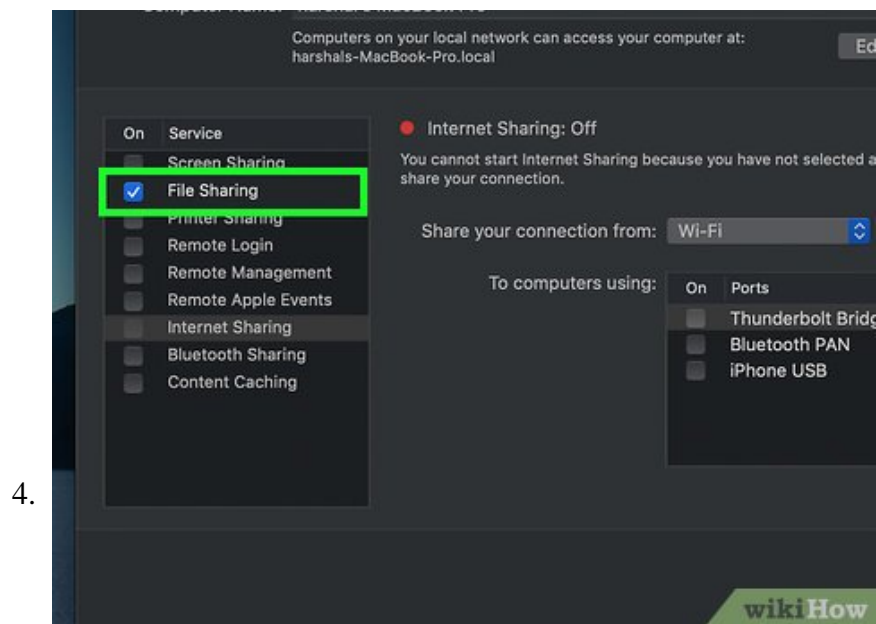 Computers on your local network can access your computer at:
harshals-MacBook-Pro.local
Ed
On Service
Screen Sharing
File Sharing
Printer Sharing
Remote Login
Remote Management
Remote Apple Events
Internet Sharing
Bluetooth Sharing
Content Caching
Internet Sharing: Off
You cannot start Internet Sharing because you have not selected a
share your connection.
Share your connection from: Wi-Fi
To computers using:
On Ports
Thunderbolt Bridg
Bluetooth PAN
iPhone USB
4.
wikiHow